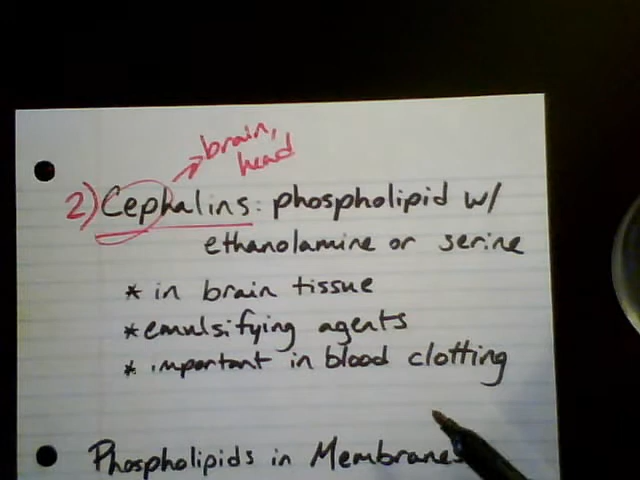 brain,
head
2) Cephalins: phospholipid w/
ethanolamine or serine
* in brain tissue
* emulsifying agents
* important in blood clotting
Phospholipids in Membranes